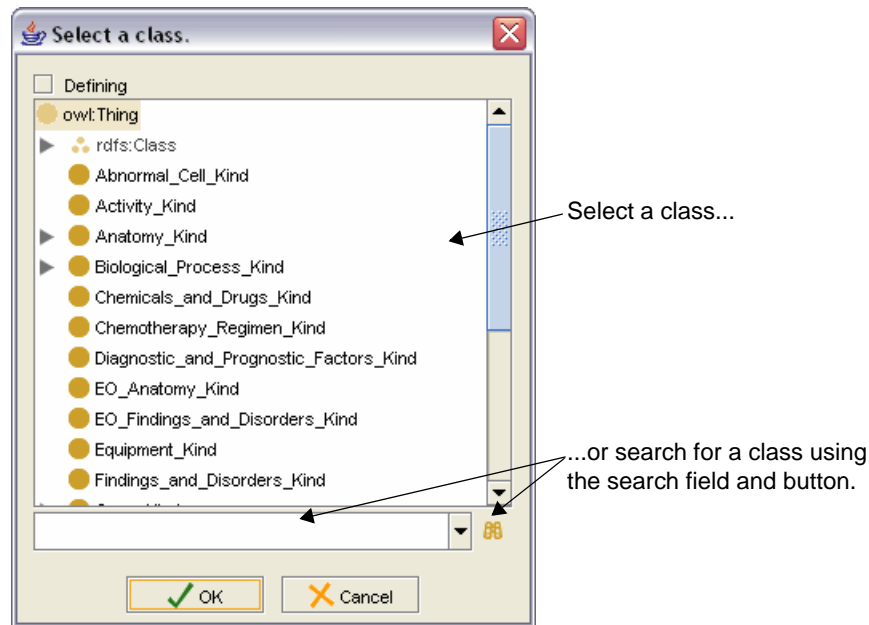 Select a class.
Defining
owl:Thing
rdfs:Class
Abnormal_Cell_Kind
Activity_Kind
Anatomy_Kind
Biological_Process_Kind
Chemicals_and_Drugs_Kind
Chemotherapy_Regimen_Kind
Diagnostic_and_Prognostic_Factors_Kind
EO_Anatomy_Kind
EO_Findings_and_Disorders_Kind
Equipment_Kind
Findings_and_Disorders_Kind
OK
Cancel
Select a class...
...or search for a class using
the search field and button.